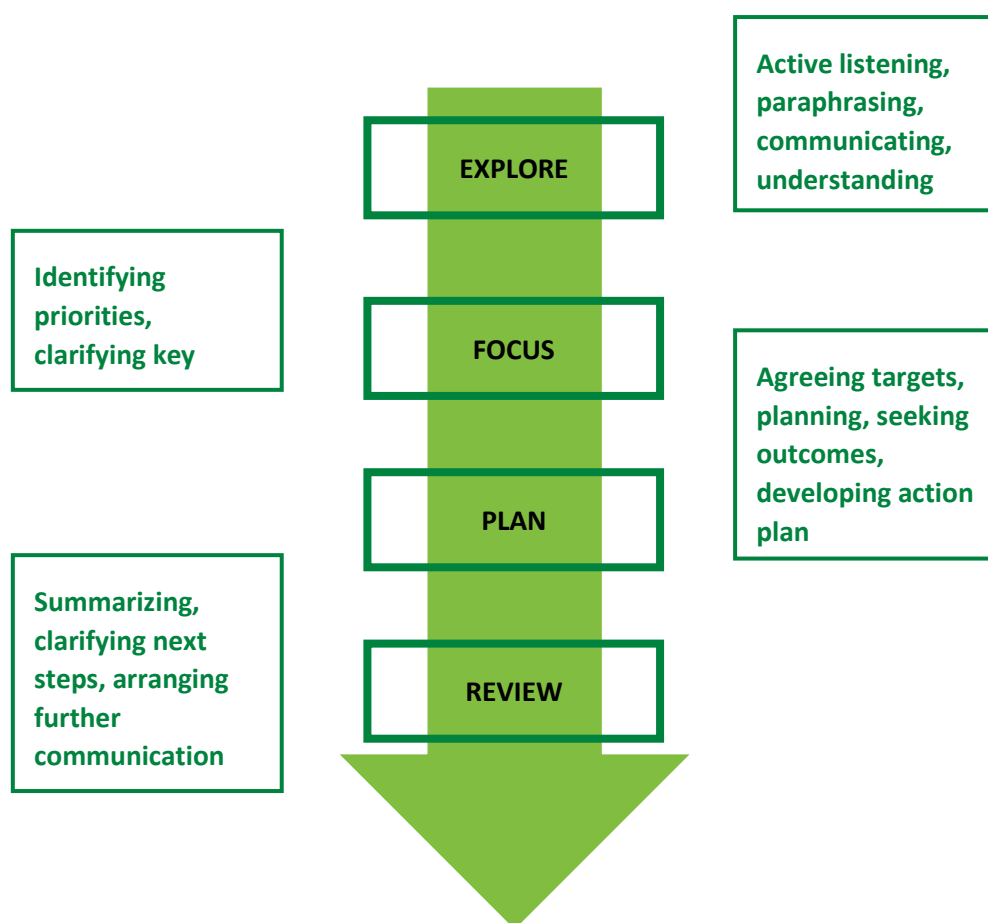 Active listening,
paraphrasing,
communicating,
understanding
EXPLORE
Identifying
priorities,
clarifying key
FOCUS
Agreeing targets,
planning, seeking
outcomes,
developing action
plan
PLAN
Summarizing,
clarifying next
steps, arranging
further
communication
REVIEW